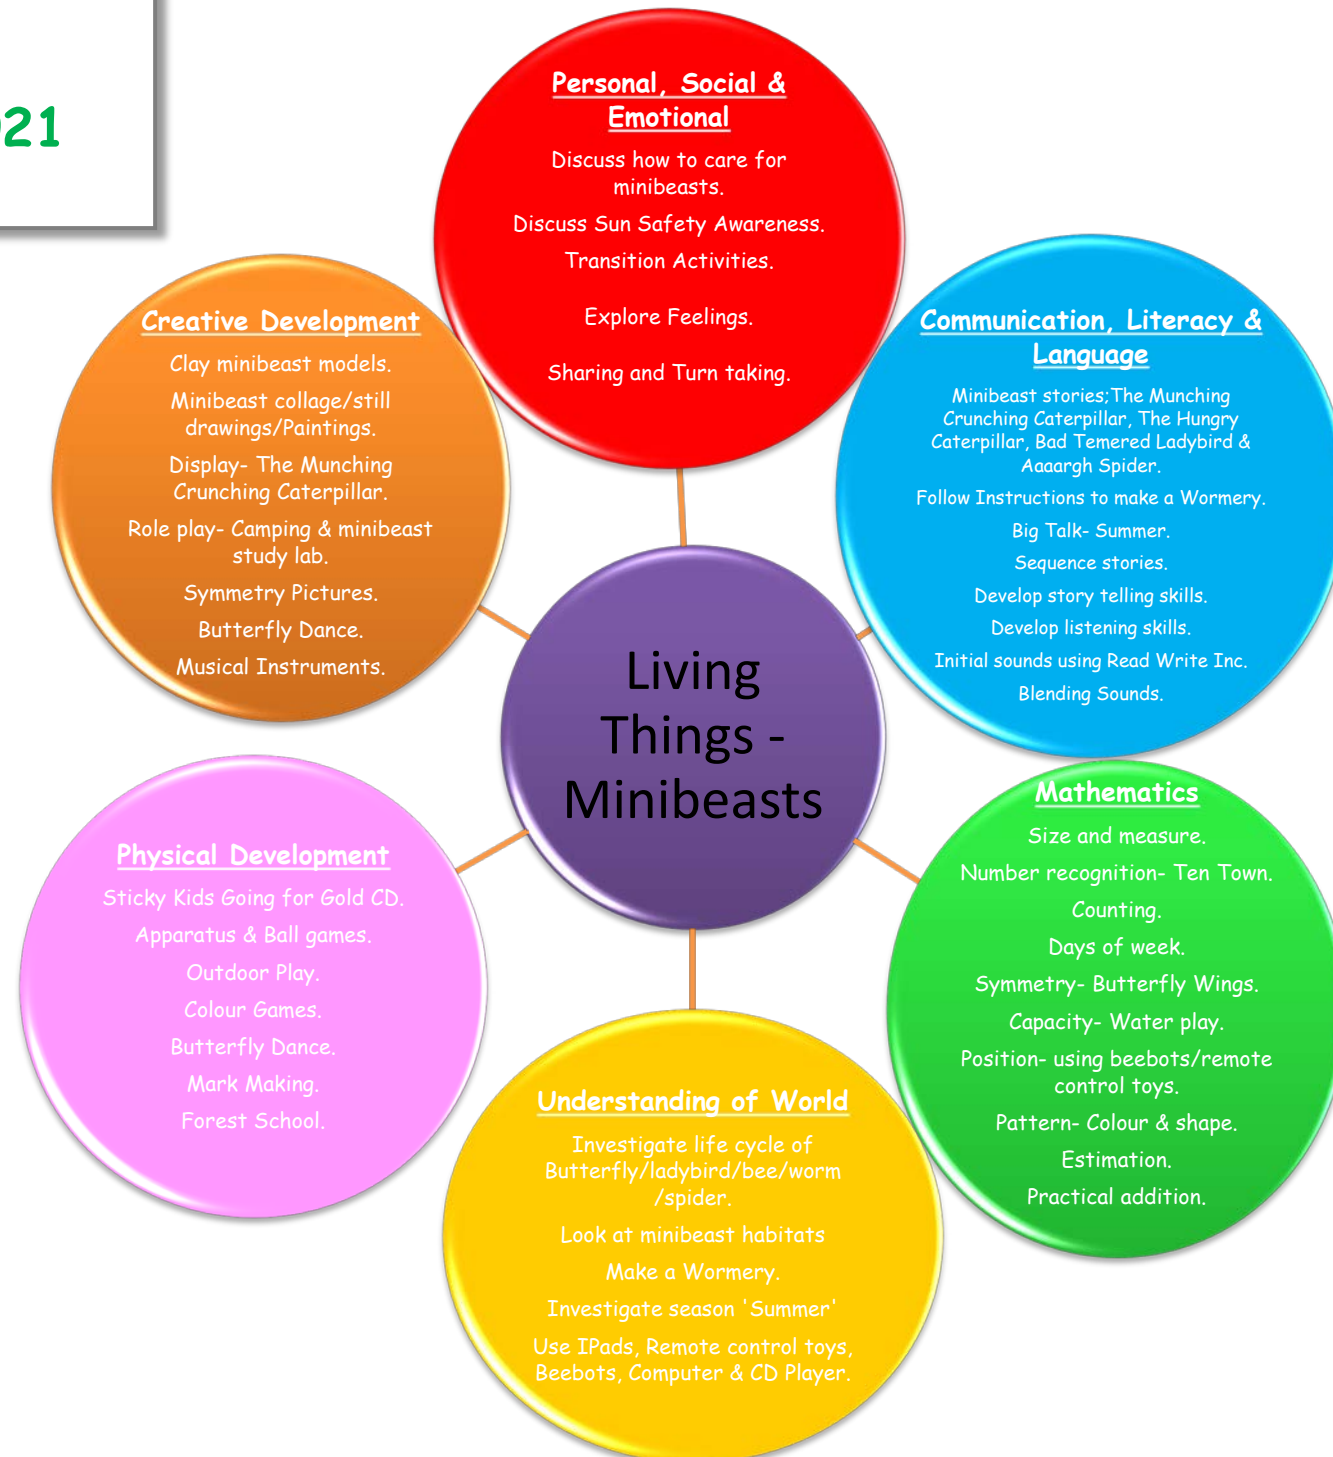 021
Personal, Social &
Emotional
Discuss how to care for
minibeasts.
Discuss Sun Safety Awareness.
Transition Activities.
Explore Feelings.
Sharing and Turn taking.
Creative Development
Clay minibeast models.
Minibeast collage/still
drawings/Paintings.
Display- The Munching
Crunching Caterpillar.
Role play- Camping & minibeast
study lab.
Symmetry Pictures.
Butterfly Dance.
Musical Instruments.
Communication, Literacy &
Language
Minibeast stories;The Munching
Crunching Caterpillar, The Hungry
Caterpillar, Bad Temered Ladybird &
Aaaargh Spider.
Follow Instructions to make a Wormery.
Big Talk- Summer.
Sequence stories.
Develop story telling skills.
Develop listening skills.
Initial sounds using Read Write Inc.
Blending Sounds.
Living
Things -
Minibeasts
Physical Development
Sticky Kids Going for Gold CD.
Apparatus & Ball games.
Outdoor Play.
Colour Games.
Butterfly Dance.
Mark Making.
Forest School.
Mathematics
Size and measure.
Number recognition- Ten Town.
Counting.
Days of week.
Symmetry- Butterfly Wings.
Capacity- Water play.
Position- using beebots/remote
control toys.
Pattern- Colour & shape.
Estimation.
Practical addition.
Understanding of World
Investigate life cycle of
Butterfly/ladybird/bee/worm
/spider.
Look at minibeast habitats
Make a Wormery.
Investigate season 'Summer'
Use IPads, Remote control toys,
Beebots, Computer & CD Player.